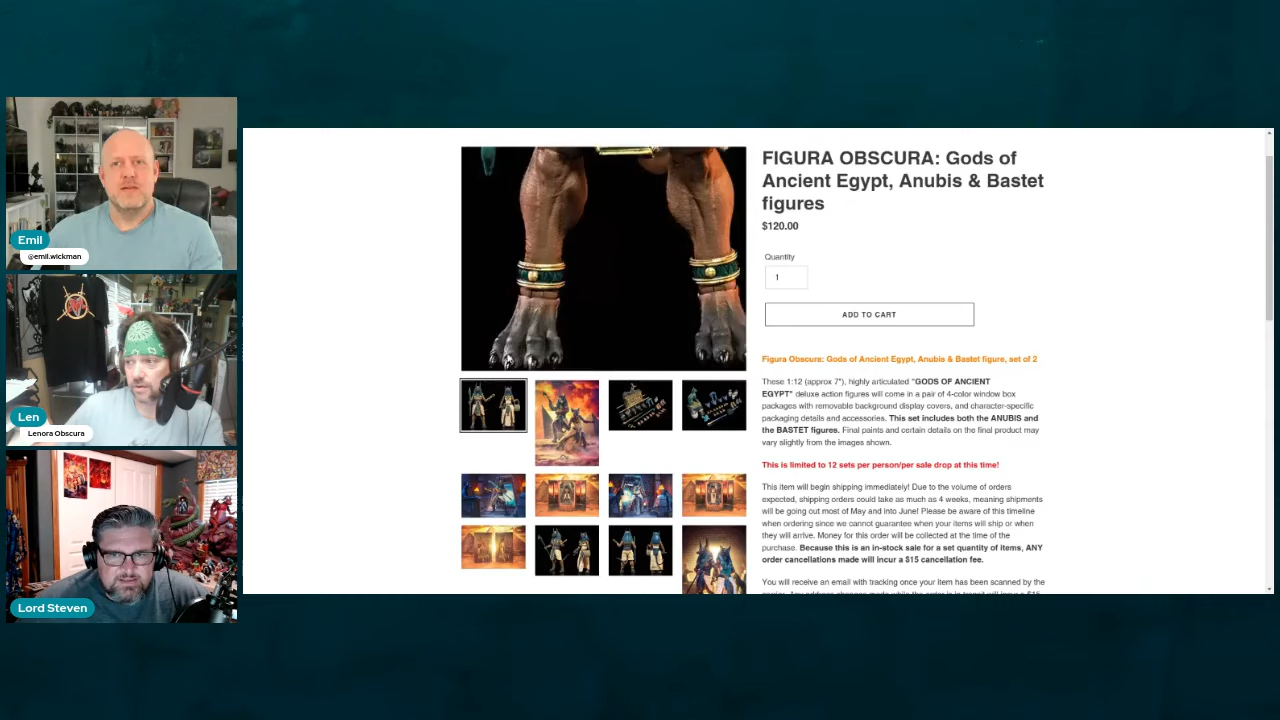 Emil
@emil.wickman
Len
Lenora Obscura
Lord Steven
FIGURA OBSCURA: Gods of
Ancient Egypt, Anubis & Bastet
figures
$120.00
Quantity
1
ADD TO CART
Figura Obscura: Gods of Ancient Egypt, Anubis & Bastet figure, set of 2
These 1:12 (approx 7"), highly articulated "GODS OF ANCIENT
EGYPT" deluxe action figures will come in a pair of 4-color window box
packages with removable background display covers, and character-specific
packaging details and accessories. This set includes both the ANUBIS and
the BASTET figures. Final paints and certain details on the final product may
vary slightly from the images shown.
This is limited to 12 sets per person/per sale drop at this time!
This item will begin shipping immediately! Due to the volume of orders
expected, shipping orders could take as much as 4 weeks, meaning shipments
will be going out most of May and into June! Please be aware of this timeline
when ordering since we cannot guarantee when your items will ship or when
they will arrive. Money for this order will be collected at the time of the
purchase. Because this is an in-stock sale for a set quantity of items, ANY
order cancellations made will incur a $15 cancellation fee.
You will receive an email with tracking once your item has been scanned by the